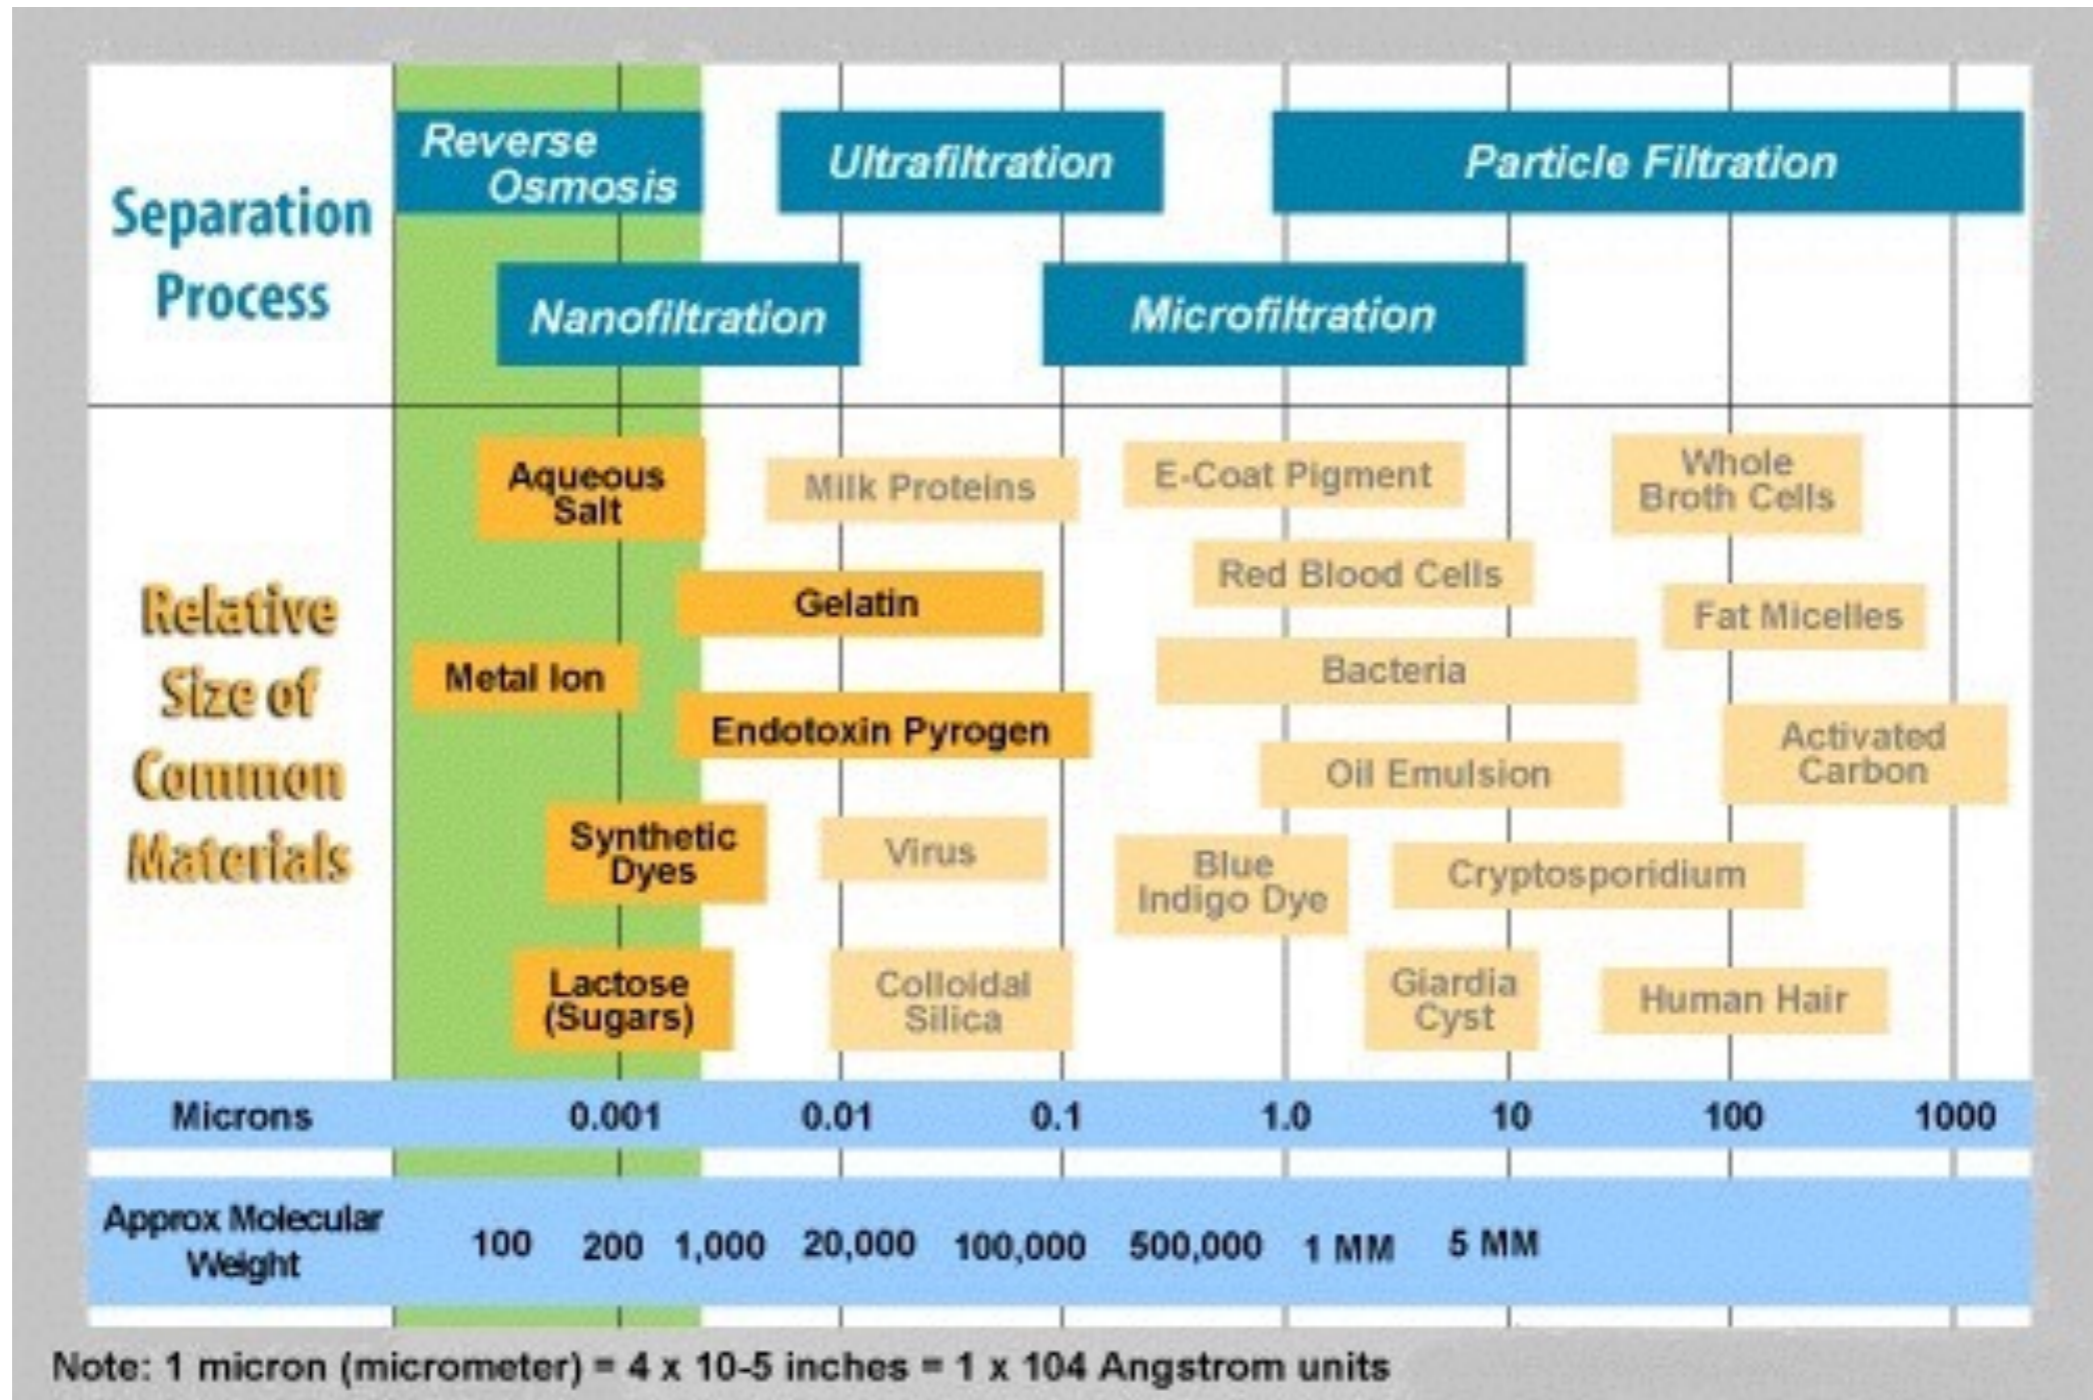 Separation
Process
Reverse
Osmosis
Ultrafiltration
Particle Filtration
Nanofiltration
Microfiltration
Relative
Size of
Common
Materials
Aqueous
Salt
Milk Proteins
E-Coat Pigment
Whole
Broth Cells
Gelatin
Red Blood Cells
Fat Micelles
Metal Ion
Bacteria
Endotoxin Pyrogen
Oil Emulsion
Activated
Carbon
Synthetic
Dyes
Virus
Blue
Indigo Dye
Cryptosporidium
Lactose
(Sugars)
Colloidal
Silica
Giardia
Cyst
Human Hair
Microns 0.001 0.01 0.1 1.0 10 100 1000
Approx Molecular
Weight
100 200 1,000 20,000 100,000 500,000 1 MM 5 MM
Note: 1 micron (micrometer) = 4 x 10-5 inches = 1 x 104 Angstrom units